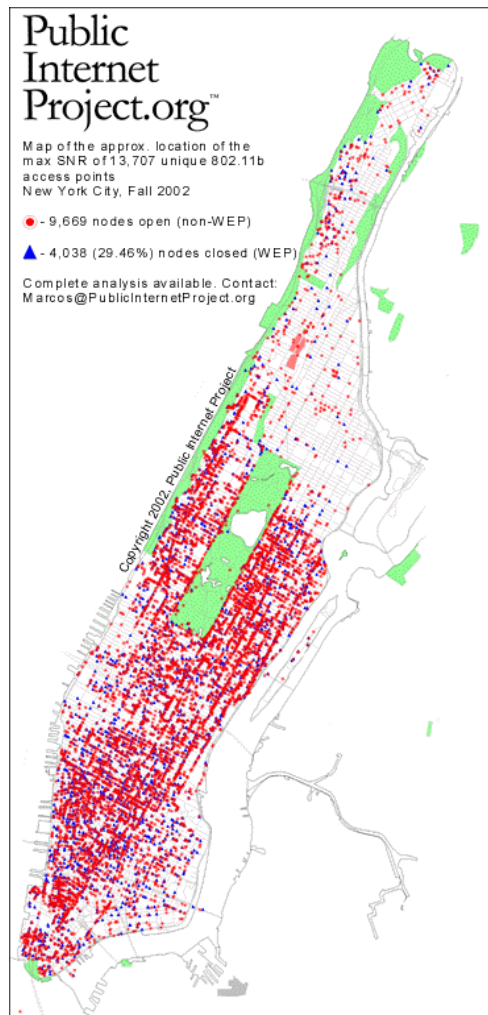 Public
Internet
Project.org™
Map of the approx. location of the
max SNR of 13,707 unique 802.11b
access points
New York City, Fall 2002
- 9,669 nodes open (non-WEP)
- 4,038 (29.46%) nodes closed (WEP)
Complete analysis available. Contact:
Marcos@PublicInternetProject.org
Copyright 2002, Public Internet Project